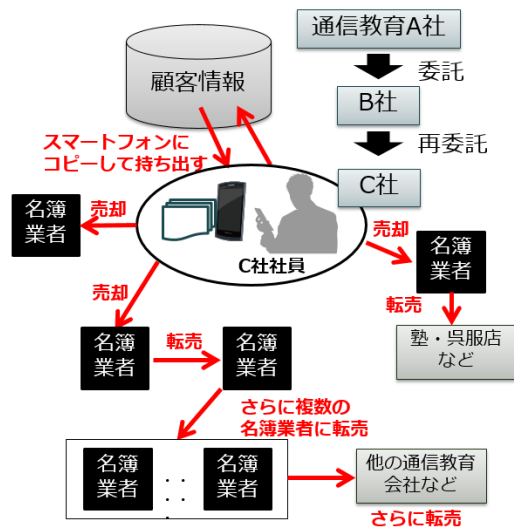 通信教育A社
委託
顧客情報
B社
再委託
スマートフォンに
コピーして持ち出す
C社
名簿
業者
売却
C社社員
売却
名簿
業者
売却
転売
塾・呉服店
など
名簿
業者
転売
名簿
業者
さらに複数の
名簿業者に転売
名簿
業者
. .
: :
名簿
業者
他の通信教育
会社など
さらに転売